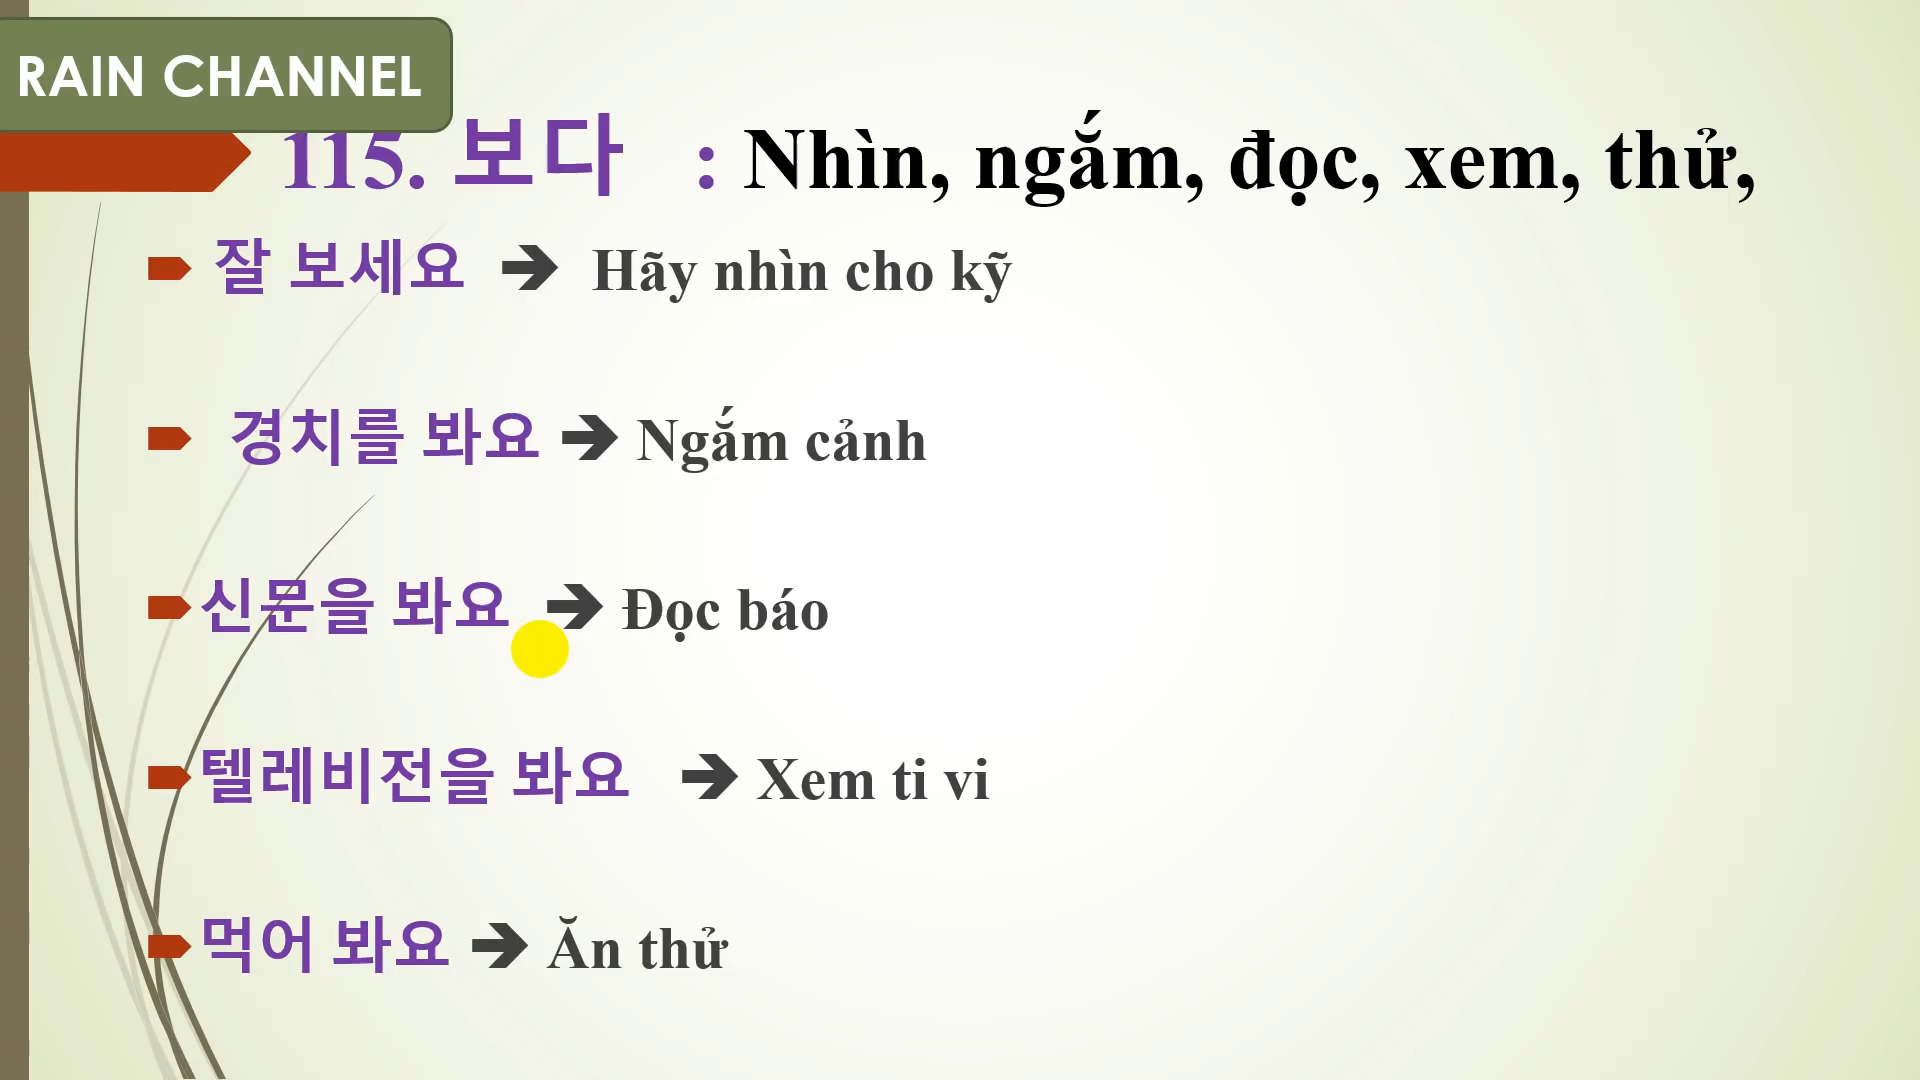 RAIN CHANNEL
115. 보다 : Nhìn, ngắm, đọc, xem, thử,
잘 보세요 ➔ Hãy nhìn cho kỹ
경치를 봐요 ➔ Ngắm cảnh
신문을 봐요 ➔ Đọc báo
텔레비전을 봐요 ➔ Xem ti vi
먹어 봐요 ➔ Ăn thử